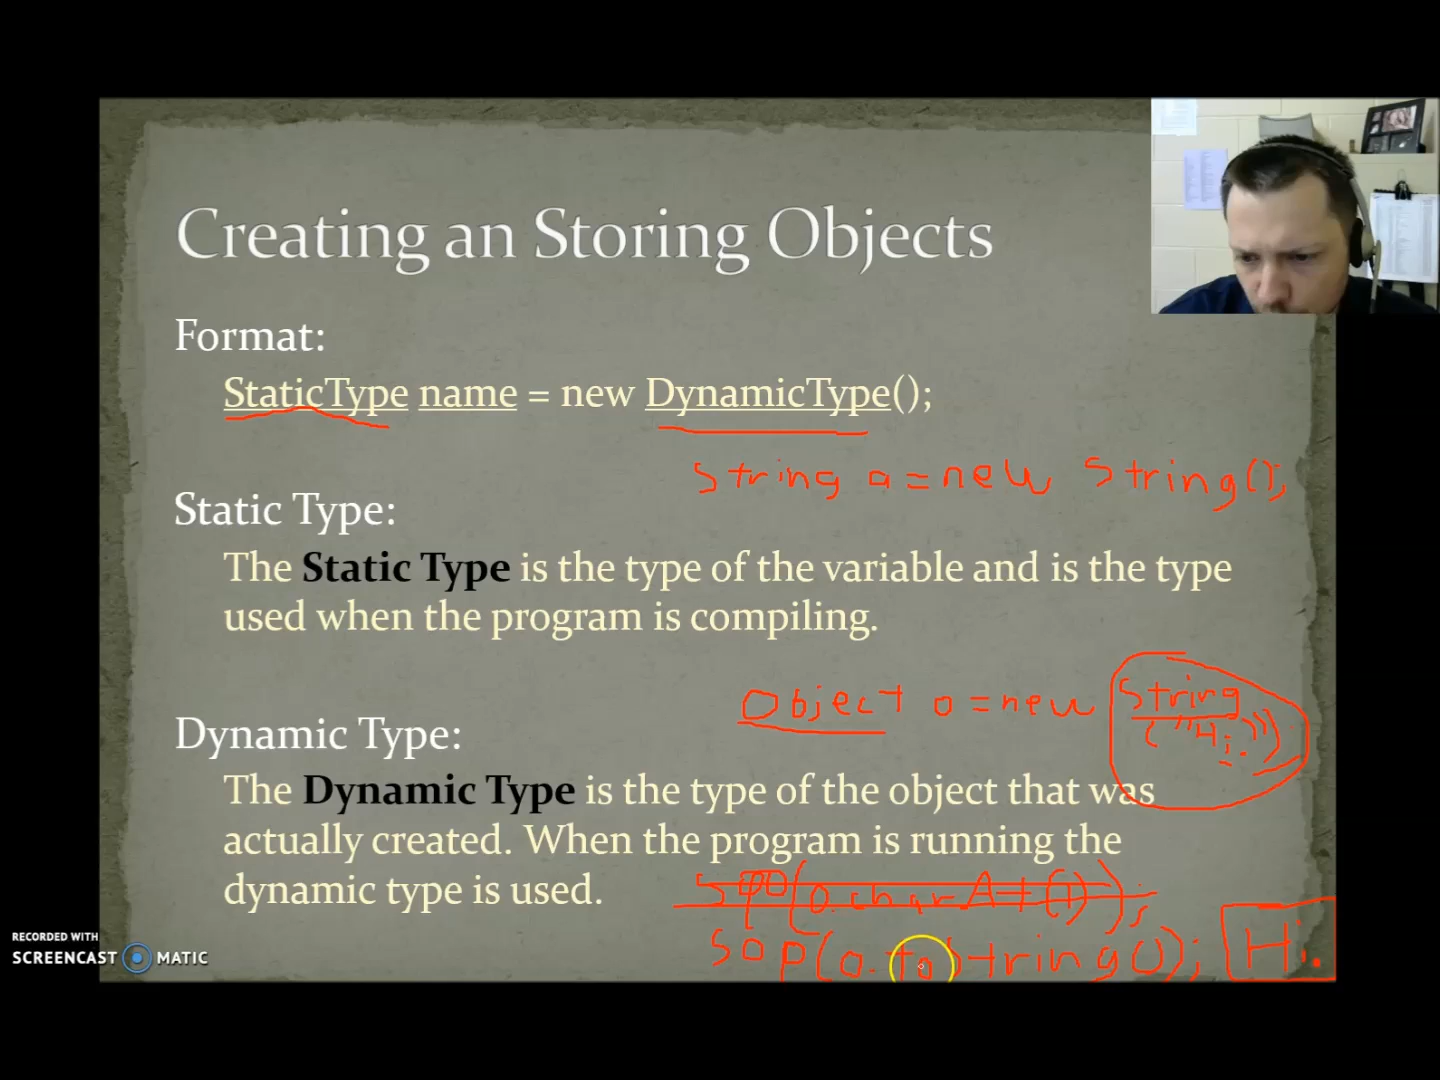 Creating an Storing Objects
Format:
StaticType name = new DynamicType();
String a = new String();
Static Type:
The Static Type is the type of the variable and is the type
used when the program is compiling.
Object o = new String
("Hi.")
Dynamic Type:
The Dynamic Type is the type of the object that was
actually created. When the program is running the
dynamic type is used.
SPO(o.charAt(1));
SOP(o.toString()); Hi.
RECORDED WITH
SCREENCAST MATIC